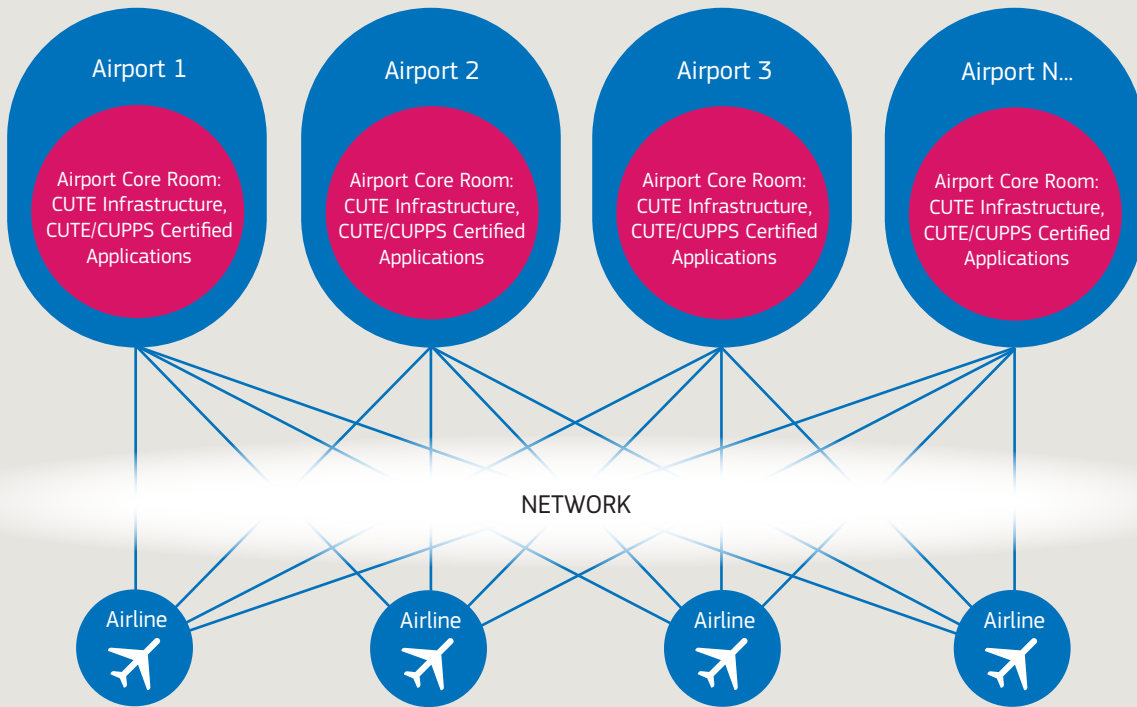 Airport 1
Airport Core Room:
CUTE Infrastructure,
CUTE/CUPPS Certified
Applications
Airport 2
Airport Core Room:
CUTE Infrastructure,
CUTE/CUPPS Certified
Applications
Airport 3
Airport Core Room:
CUTE Infrastructure,
CUTE/CUPPS Certified
Applications
Airport N...
Airport Core Room:
CUTE Infrastructure,
CUTE/CUPPS Certified
Applications
NETWORK
Airline
Airline
Airline
Airline